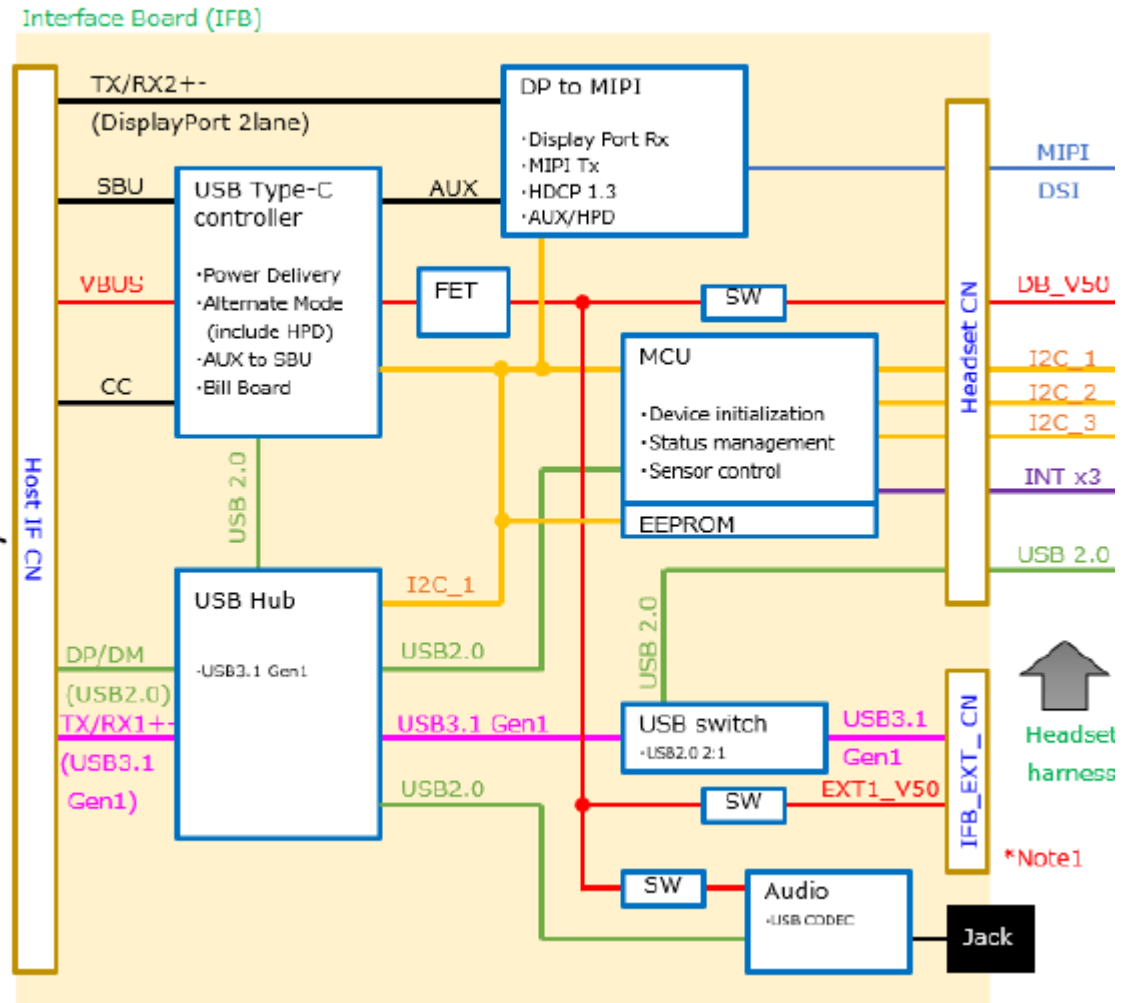 Interface Board (IFB)
TX/RX2+-
(DisplayPort 2lane)
DP to MIPI
・Display Port Rx
・MIPI Tx
・HDCP 1.3
・AUX/HPD
MIPI
DSI
SBU
USB Type-C
controller
・Power Delivery
・Alternate Mode
(include HPD)
・AUX to SBU
・Bill Board
AUX
VBUS
FET
SW
DB_V50
CC
MCU
・Device initialization
・Status management
・Sensor control
EEPROM
Headset CN
I2C_1
I2C_2
I2C_3
INT x3
USB 2.0
Host IF CN
USB 2.0
USB Hub
-USB3.1 Gen1
I2C_1
USB2.0
USB 2.0
DP/DM
(USB2.0)
TX/RX1+-
(USB3.1
Gen1)
USB3.1 Gen1
USB switch
-USB2.0 2:1
USB3.1
Gen1
IFB_EXT_ CN
Headset
harness
USB2.0
SW
EXT1_V50
*Note1
SW
Audio
-USB CODEC
Jack